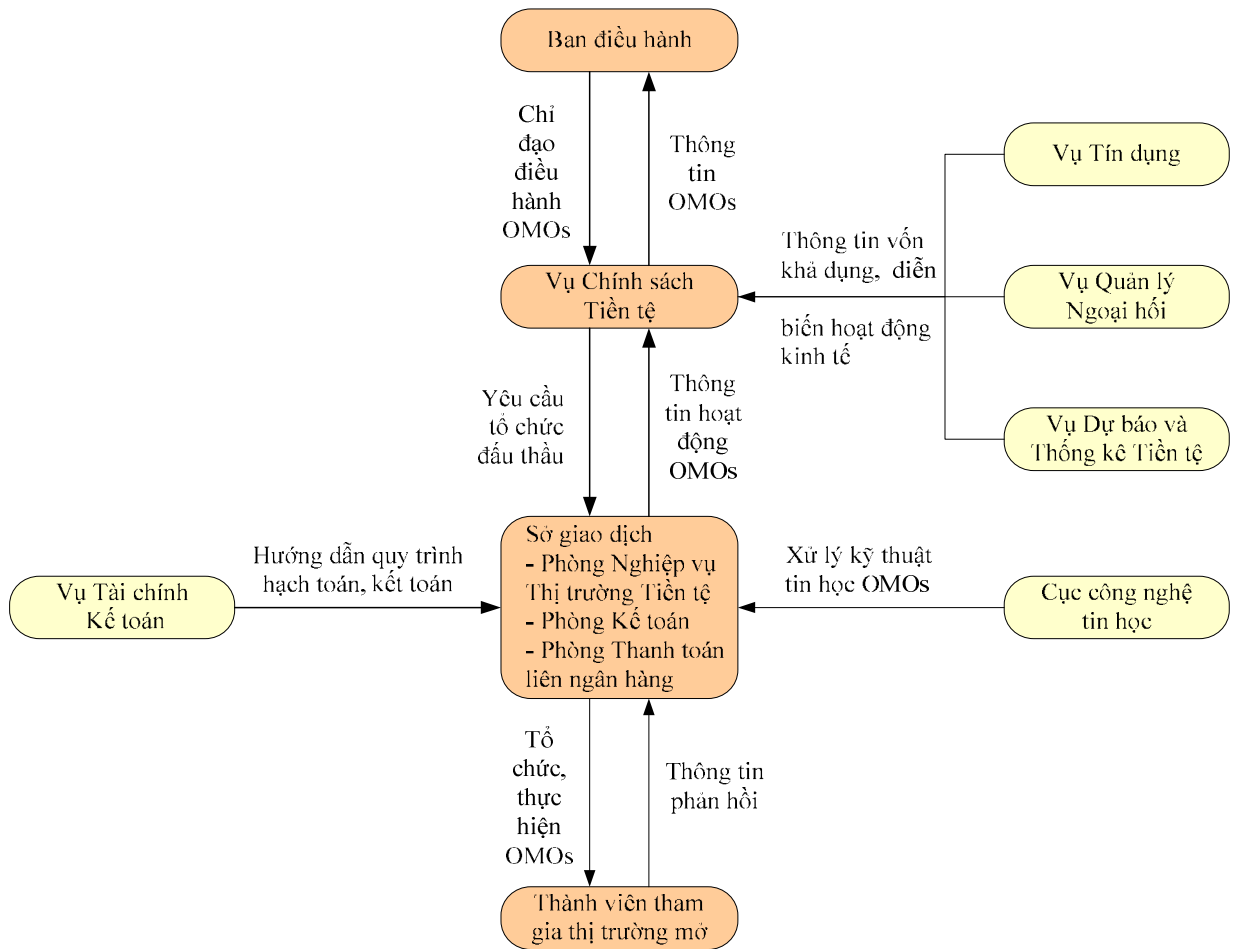 Ban điều hành
Chỉ
đạo
điều
hành
OMOs
Thông
tin
OMOs
Vụ Tín dụng
Thông tin vốn
khả dụng, diễn
biến hoạt động
kinh tế
Vụ Chính sách
Tiền tệ
Vụ Quản lý
Ngoại hối
Yêu cầu
tổ chức
đấu thầu
Thông
tin hoạt
động
OMOs
Vụ Dự báo và
Thống kê Tiền tệ
Hướng dẫn quy trình
hạch toán, kết toán
Vụ Tài chính
Kế toán
Sở giao dịch
- Phòng Nghiệp vụ
Thị trường Tiền tệ
- Phòng Kế toán
- Phòng Thanh toán
liên ngân hàng
Xử lý kỹ thuật
tin học OMOs
Cục công nghệ
tin học
Tổ
chức,
thực
hiện
OMOs
Thông tin
phản hồi
Thành viên tham
gia thị trường mở